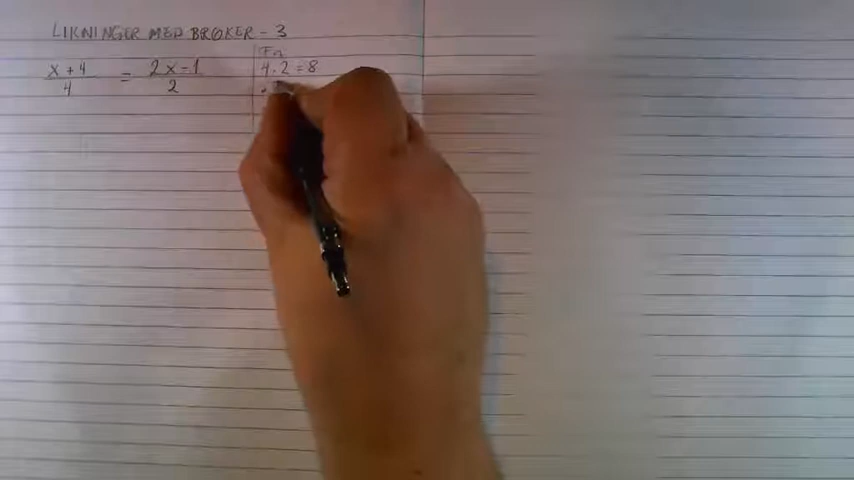 LIKNINGER MED BRØKER - 3
x + 4 / 4 = 2x - 1 / 2
Fn
4 · 2 = 8